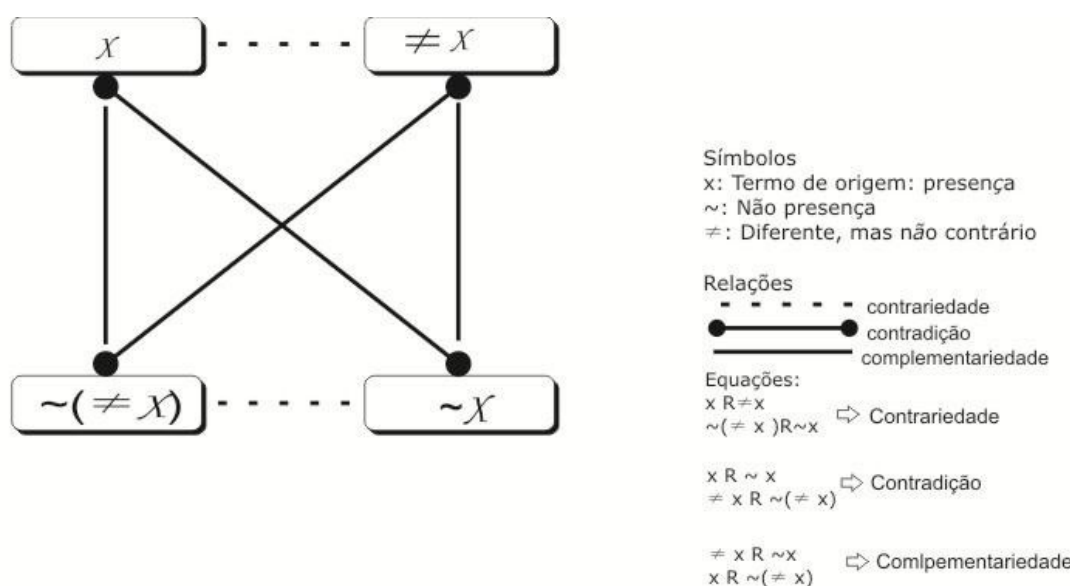 x
≠ x
~(≠ x)
~x
Símbolos
x: Termo de origem: presença
~: Não presença
≠: Diferente, mas não contrário
Relações
contrariedade
contradição
complementariedade
Equações:
x R≠x
~(≠ x )R~x
⇨ Contrariedade
x R ~ x
≠ x R ~(≠ x)
⇨ Contradição
≠ x R ~x
x R ~(≠ x)
⇨ Comlpementariedade